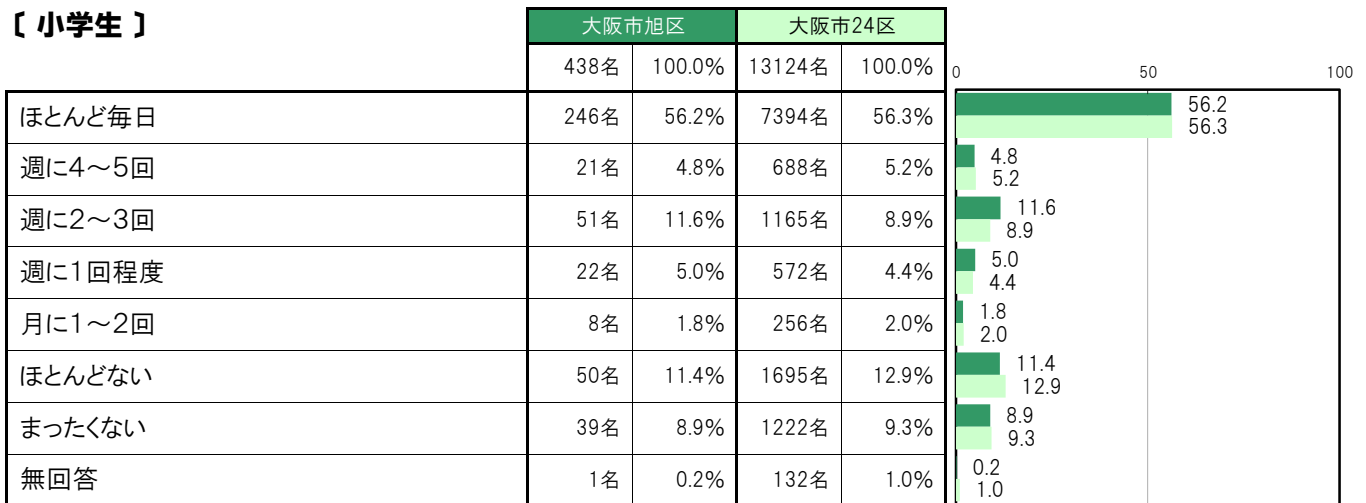 〔 小学生 〕
大阪市旭区 大阪市24区
438名 100.0% 13124名 100.0% 0 50 100
ほとんど毎日 246名 56.2% 7394名 56.3% 56.2
56.3
週に4～5回 21名 4.8% 688名 5.2% 4.8
5.2
週に2～3回 51名 11.6% 1165名 8.9% 11.6
8.9
週に1回程度 22名 5.0% 572名 4.4% 5.0
4.4
月に1～2回 8名 1.8% 256名 2.0% 1.8
2.0
ほとんどない 50名 11.4% 1695名 12.9% 11.4
12.9
まったくない 39名 8.9% 1222名 9.3% 8.9
9.3
無回答 1名 0.2% 132名 1.0% 0.2
1.0